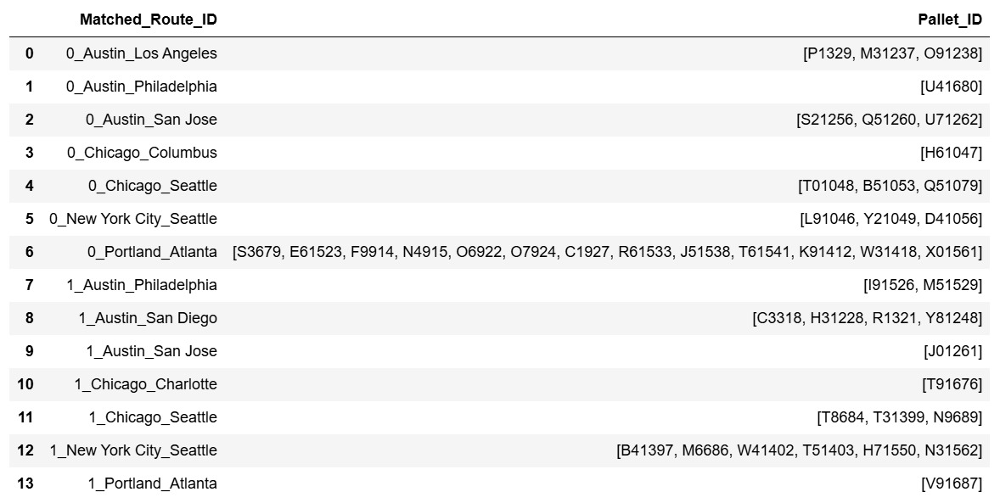 Matched_Route_ID Pallet_ID
0 0_Austin_Los Angeles [P1329, M31237, O91238]
1 0_Austin_Philadelphia [U41680]
2 0_Austin_San Jose [S21256, Q51260, U71262]
3 0_Chicago_Columbus [H61047]
4 0_Chicago_Seattle [T01048, B51053, Q51079]
5 0_New York City_Seattle [L91046, Y21049, D41056]
6 0_Portland_Atlanta [S3679, E61523, F9914, N4915, O6922, O7924, C1927, R61533, J51538, T61541, K91412, W31418, X01561]
7 1_Austin_Philadelphia [I91526, M51529]
8 1_Austin_San Diego [C3318, H31228, R1321, Y81248]
9 1_Austin_San Jose [J01261]
10 1_Chicago_Charlotte [T91676]
11 1_Chicago_Seattle [T8684, T31399, N9689]
12 1_New York City_Seattle [B41397, M6686, W41402, T51403, H71550, N31562]
13 1_Portland_Atlanta [V91687]